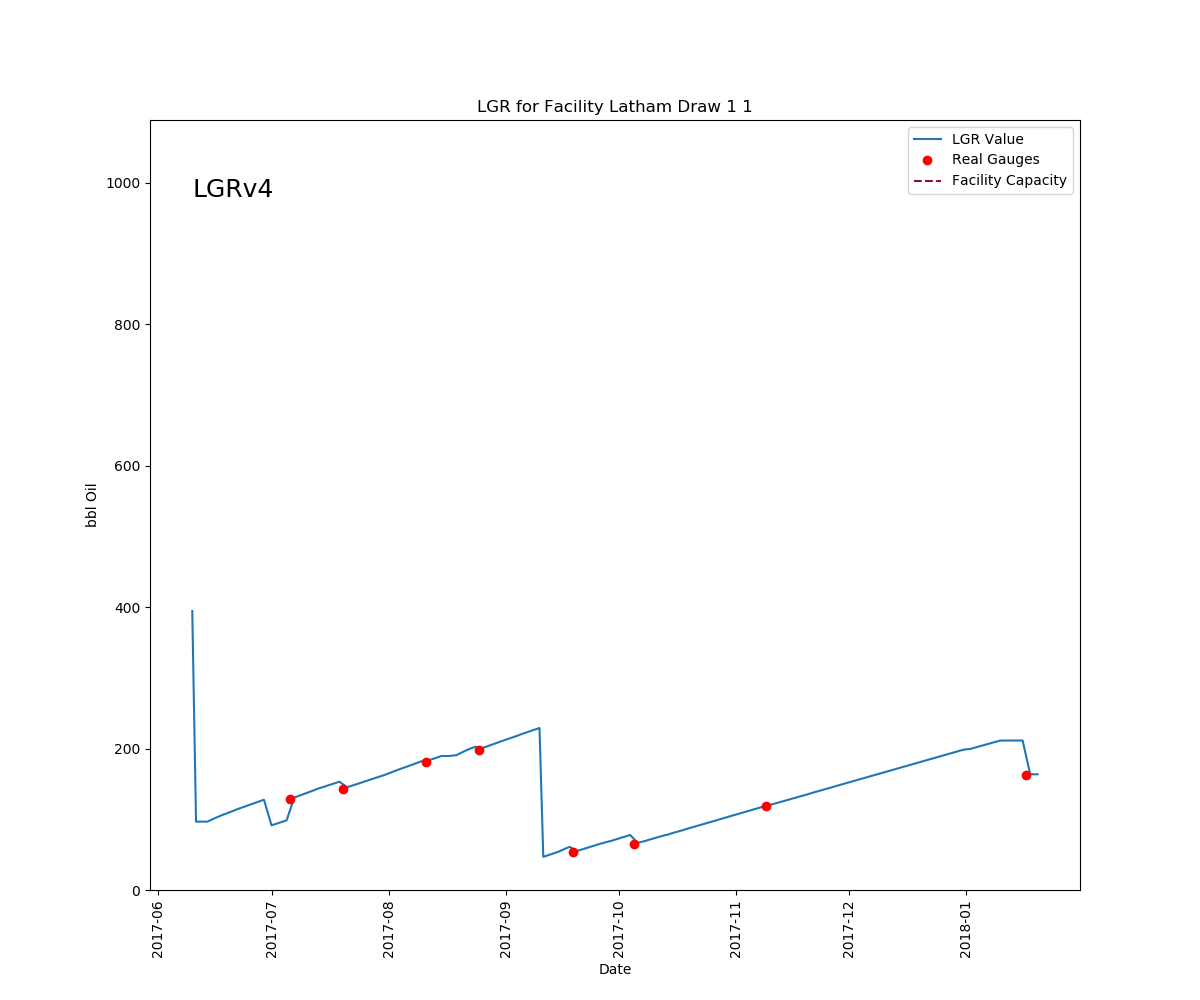 LGR for Facility Latham Draw 1 1
LGR Value
Real Gauges
Facility Capacity
LGRv4
1000
800
600
400
200
0
bbl Oil
2017-06
2017-07
2017-08
2017-09
2017-10
2017-11
2017-12
2018-01
Date